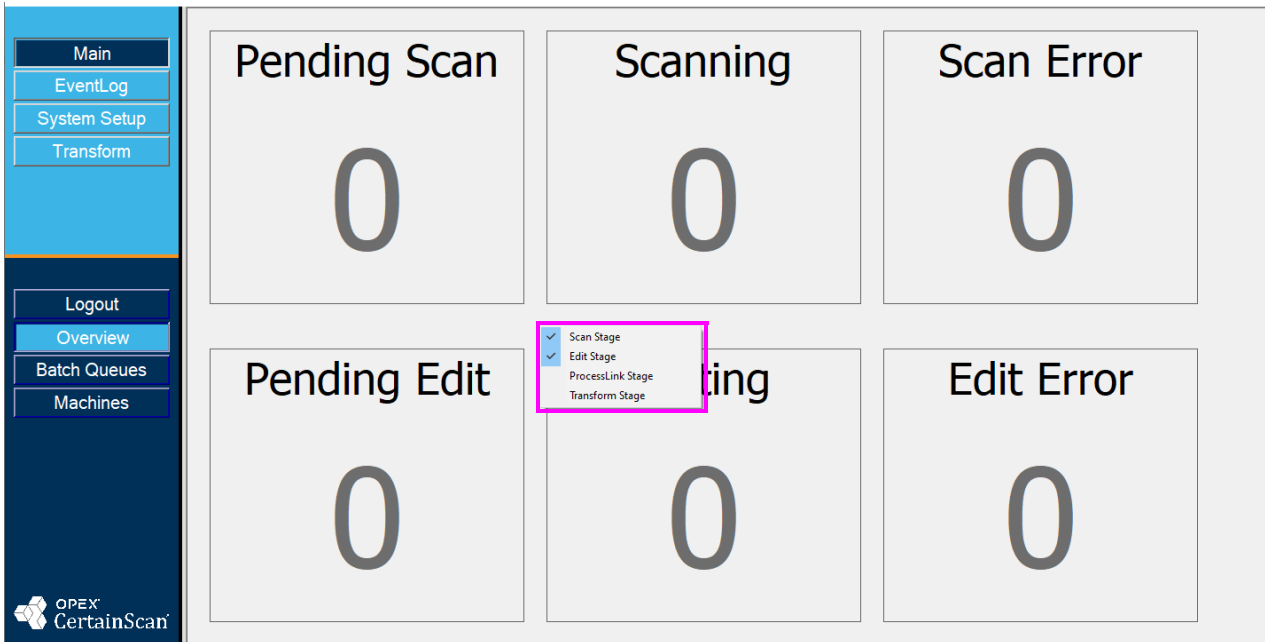 Main
EventLog
System Setup
Transform
Logout
Overview
Batch Queues
Machines
OPEX
CertainScan
Pending Scan
Scanning
Scan Error
0
0
0
Scan Stage
Edit Stage
ProcessLink Stage
Transform Stage
Pending Edit
ting
Edit Error
0
0
0